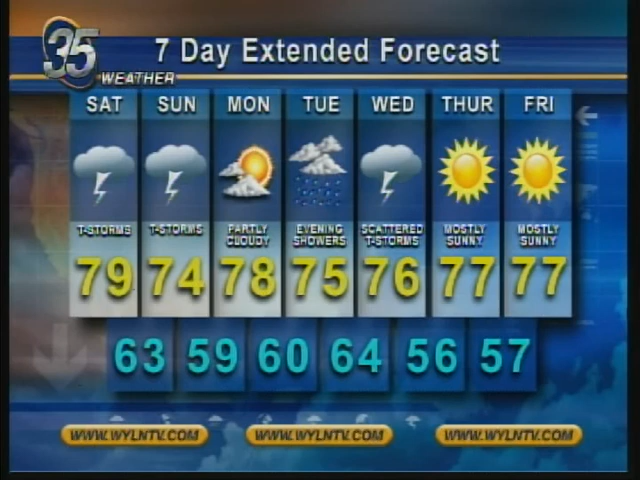 35
WEATHER
7 Day Extended Forecast
SAT SUN MON TUE WED THUR FRI
T-STORMS T-STORMS PARTLY CLOUDY EVENING SHOWERS SCATTERED T-STORMS MOSTLY SUNNY MOSTLY SUNNY
79 74 78 75 76 77 77
63 59 60 64 56 57
WWW.WYLNTV.COM WWW.WYLNTV.COM WWW.WYLNTV.COM